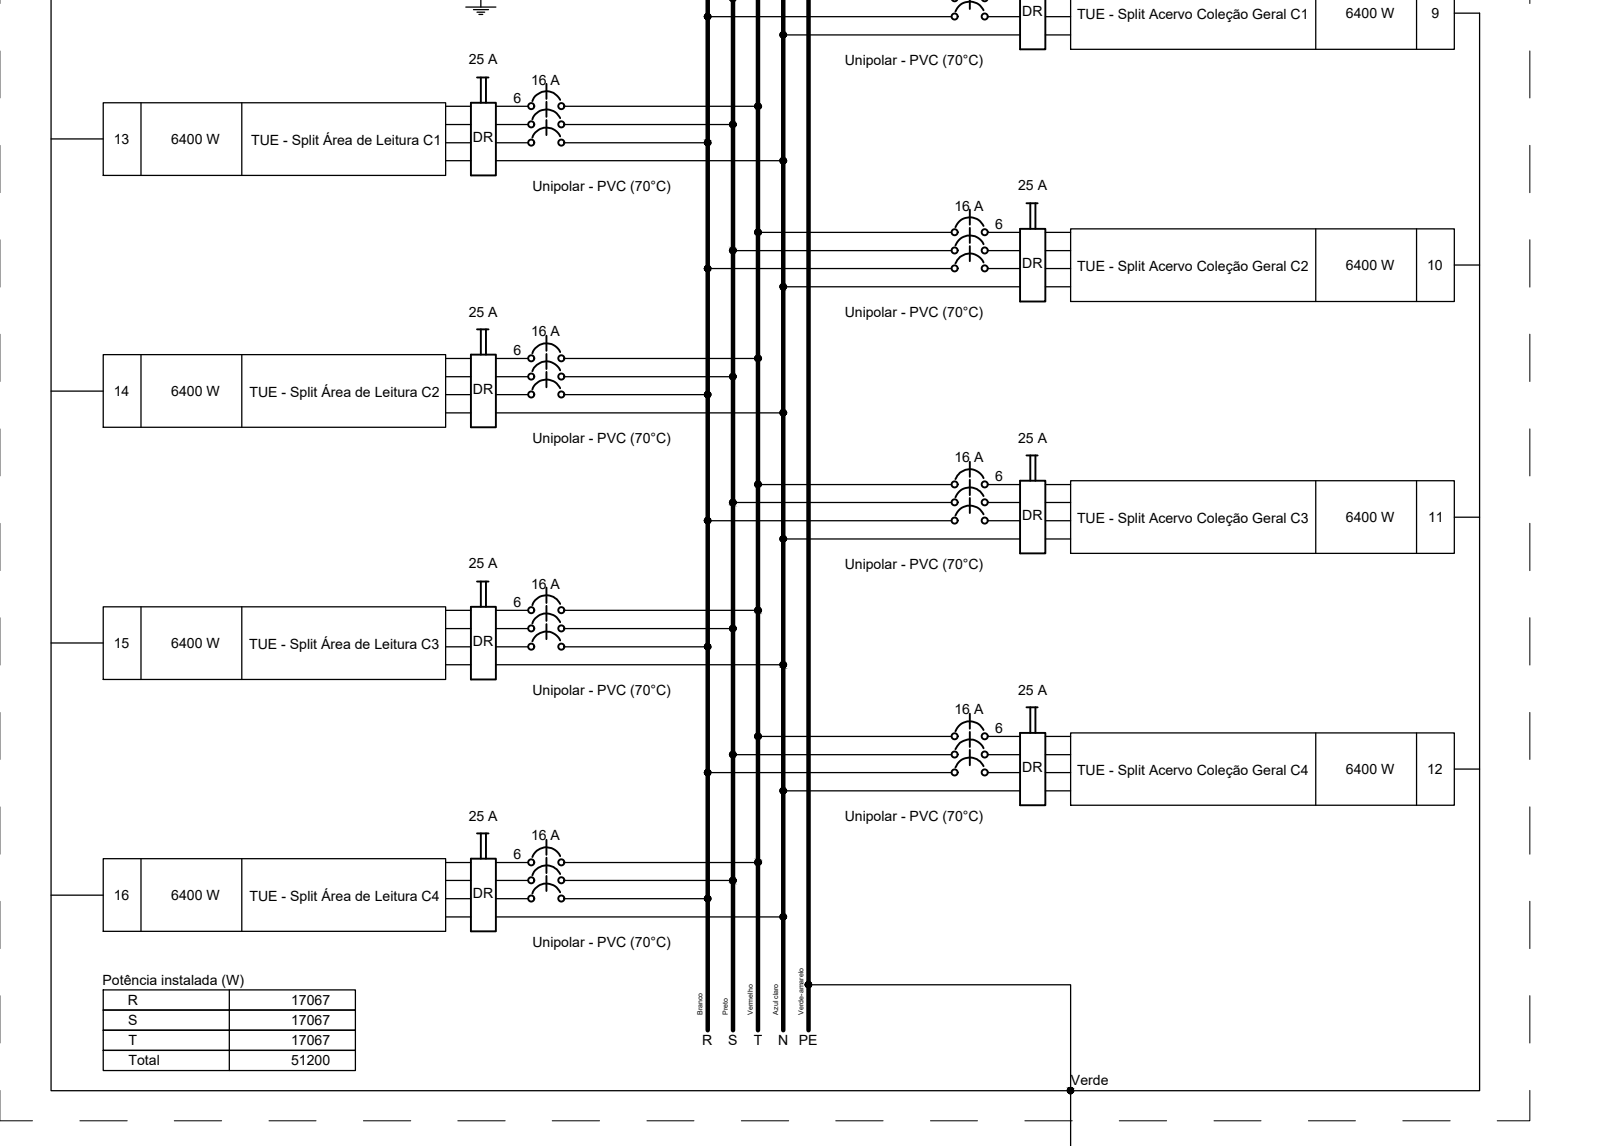 DR
TUE - Split Acervo Coleção Geral C1 6400 W 9
Unipolar - PVC (70°C)
25 A
16 A
6
13 6400 W TUE - Split Área de Leitura C1 DR
Unipolar - PVC (70°C)
25 A
16 A
6
DR TUE - Split Acervo Coleção Geral C2 6400 W 10
Unipolar - PVC (70°C)
25 A
16 A
6
14 6400 W TUE - Split Área de Leitura C2 DR
Unipolar - PVC (70°C)
25 A
16 A
6
DR TUE - Split Acervo Coleção Geral C3 6400 W 11
Unipolar - PVC (70°C)
25 A
16 A
6
15 6400 W TUE - Split Área de Leitura C3 DR
Unipolar - PVC (70°C)
25 A
16 A
6
DR TUE - Split Acervo Coleção Geral C4 6400 W 12
Unipolar - PVC (70°C)
25 A
16 A
6
16 6400 W TUE - Split Área de Leitura C4 DR
Unipolar - PVC (70°C)
Potência instalada (W)
R 17067
S 17067
T 17067
Total 51200
Branco
Preto
Vermelho
Azul claro
Verde-amarelo
R S T N PE
Verde